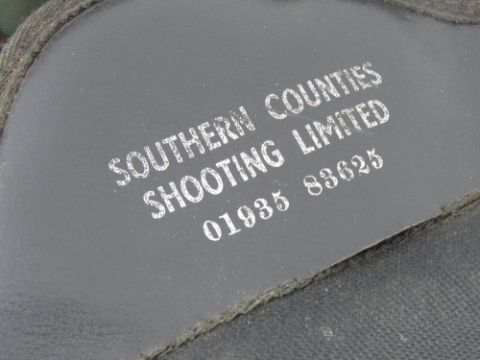 SOUTHERN COUNTIES
SHOOTING LIMITED
01935 83625